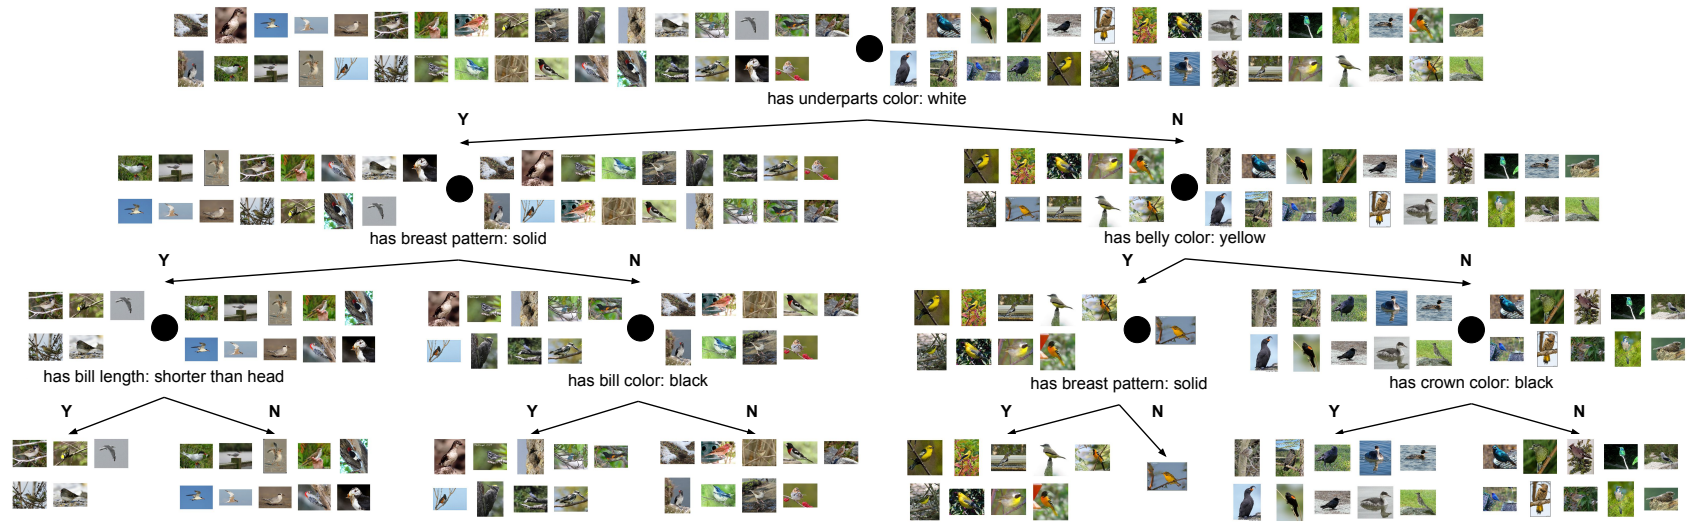 has underparts color: white
Y
N
has breast pattern: solid
has belly color: yellow
Y
N
Y
N
has bill length: shorter than head
has bill color: black
has breast pattern: solid
has crown color: black
Y
N
Y
N
Y
N
Y
N